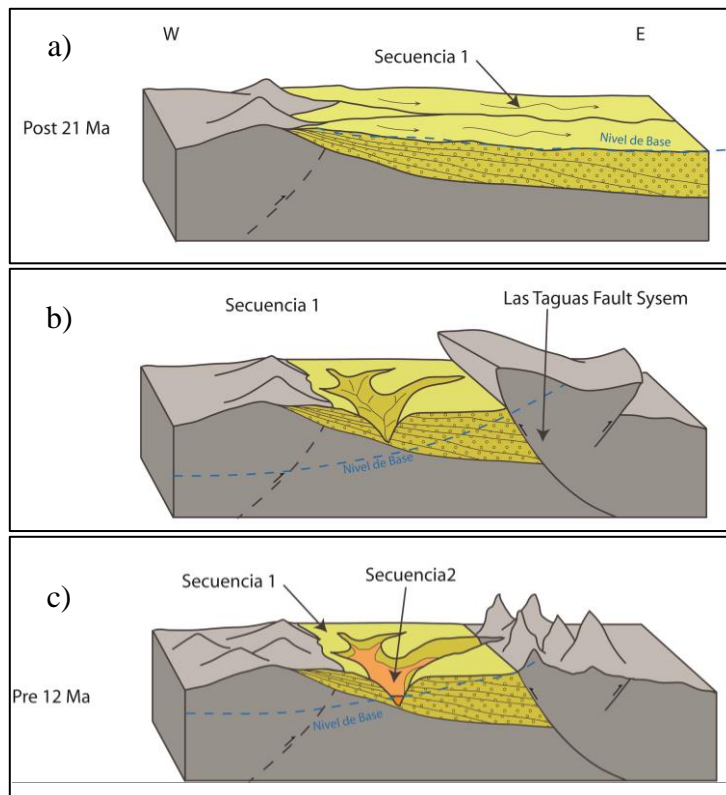 a)
W
E
Secuencia 1
Post 21 Ma
Nivel de Base
b)
Secuencia 1
Las Taguas Fault Sysem
Nivel de Base
c)
Secuencia 1
Secuencia2
Pre 12 Ma
Nivel de Base